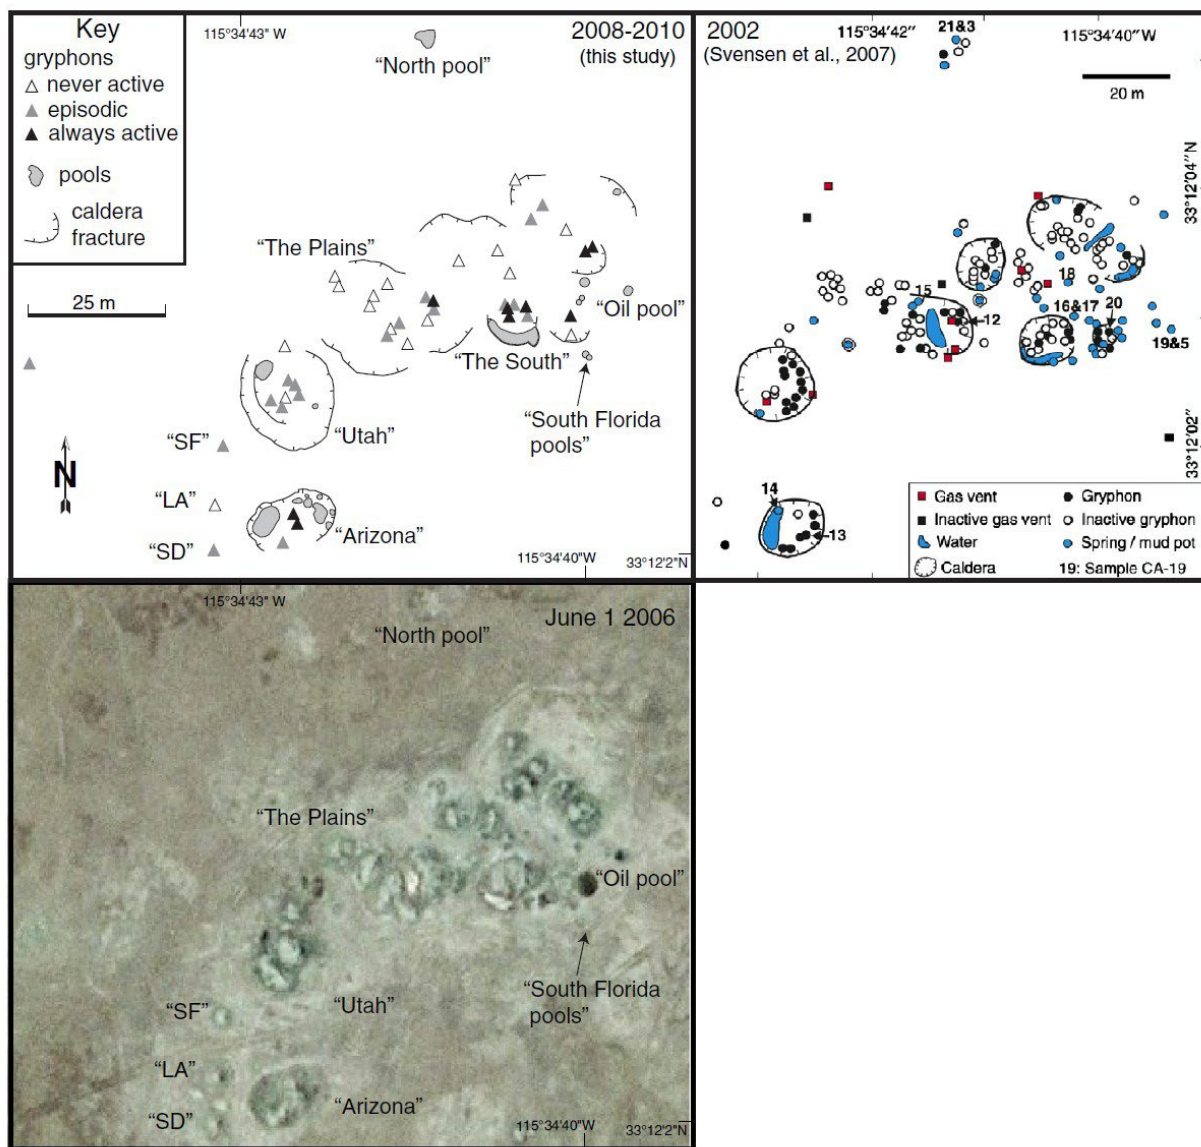 Key
gryphons
never active
episodic
always active
pools
caldera
fracture
25 m
N
115°34'43" W
2008-2010
(this study)
“North pool”
“The Plains”
“Oil pool”
“The South”
“South Florida
pools”
“Utah”
“SF”
“LA”
“SD”
“Arizona”
115°34'40"W
33°12'2"N
2002
(Svensen et al., 2007)
115°34'42″
21&3
115°34'40″W
20 m
33°12'04″N
18
15
16&17
20
12
19&5
33°12'02″
14
13
Gas vent
Gryphon
Inactive gas vent
Inactive gryphon
Water
Spring / mud pot
Caldera
19: Sample CA-19
115°34'43" W
June 1 2006
“North pool”
“The Plains”
“Oil pool”
“South Florida
pools”
“Utah”
“SF”
“LA”
“SD”
“Arizona”
115°34'40"W
33°12'2"N